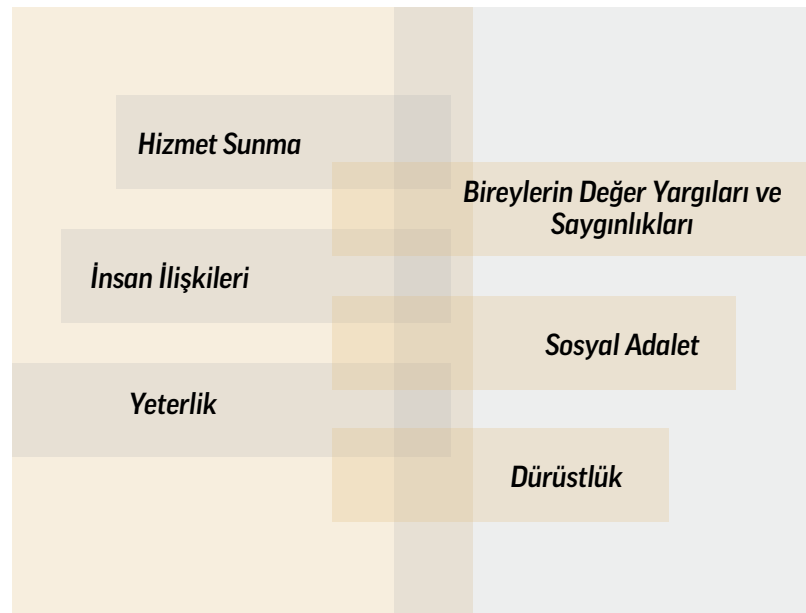 Hizmet Sunma
Bireylerin Değer Yargıları ve
Saygınlıkları
İnsan İlişkileri
Sosyal Adalet
Yeterlik
Dürüstlük